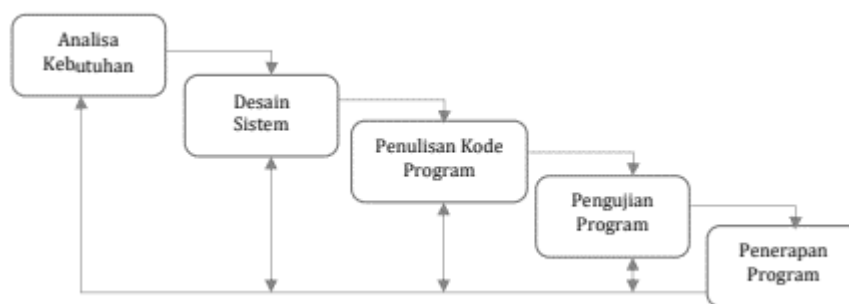 Analisa
Kebutuhan
Desain
Sistem
Penulisan Kode
Program
Pengujian
Program
Penerapan
Program